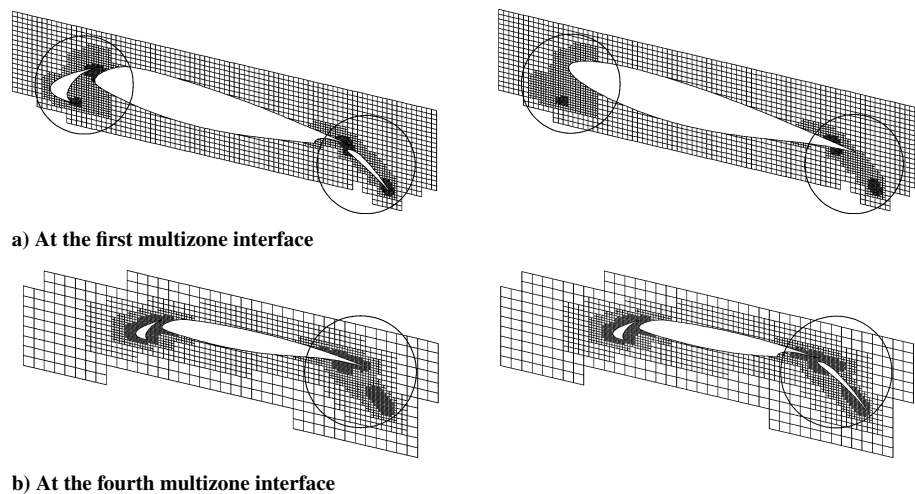 a) At the first multizone interface
b) At the fourth multizone interface